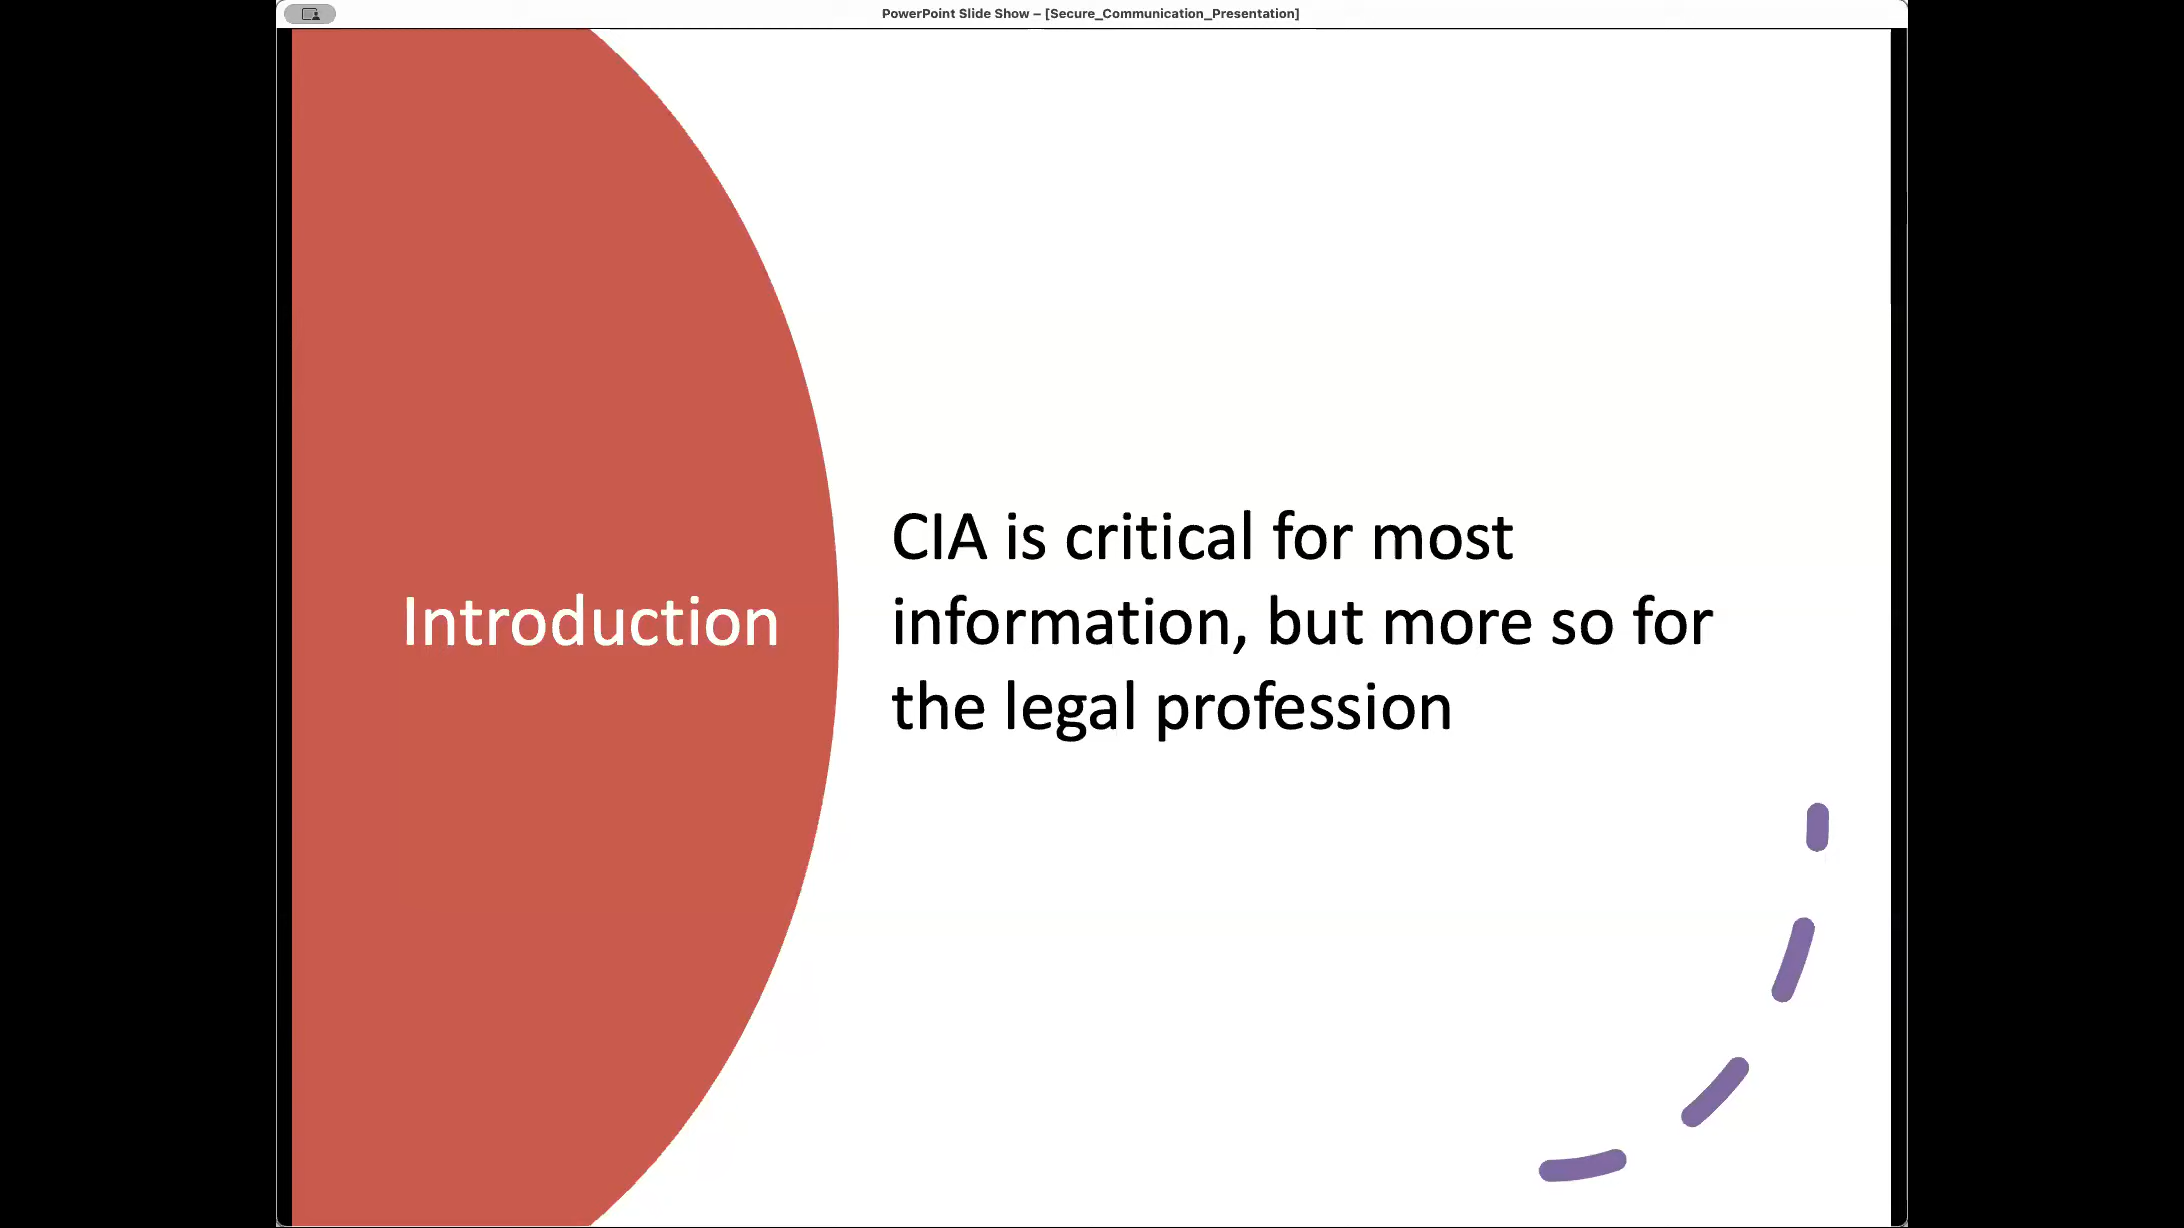 PowerPoint Slide Show – [Secure_Communication_Presentation]
Introduction
CIA is critical for most
information, but more so for
the legal profession